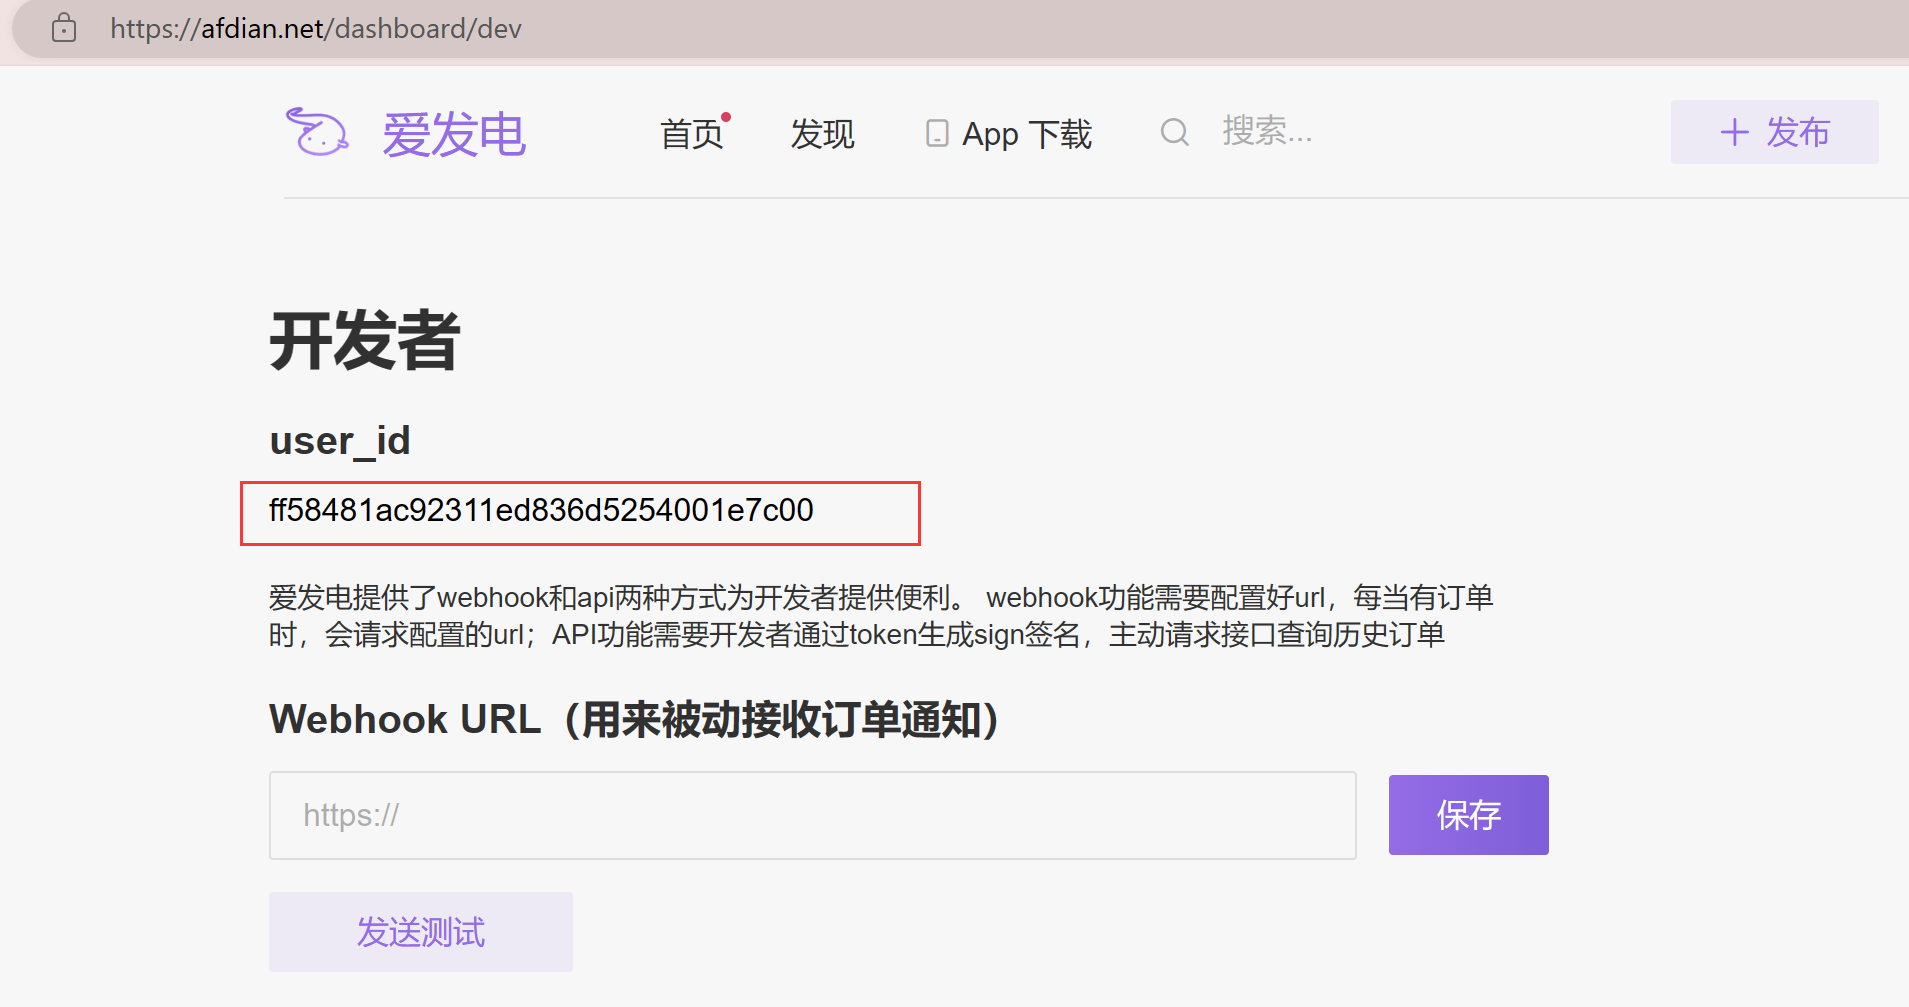 https://afdian.net/dashboard/dev
爱发电 首页 发现 App 下载 搜索... + 发布
开发者
user_id
ff58481ac92311ed836d5254001e7c00
爱发电提供了webhook和api两种方式为开发者提供便利。 webhook功能需要配置好url，每当有订单
时，会请求配置的url；API功能需要开发者通过token生成sign签名，主动请求接口查询历史订单
Webhook URL（用来被动接收订单通知）
https://
保存
发送测试